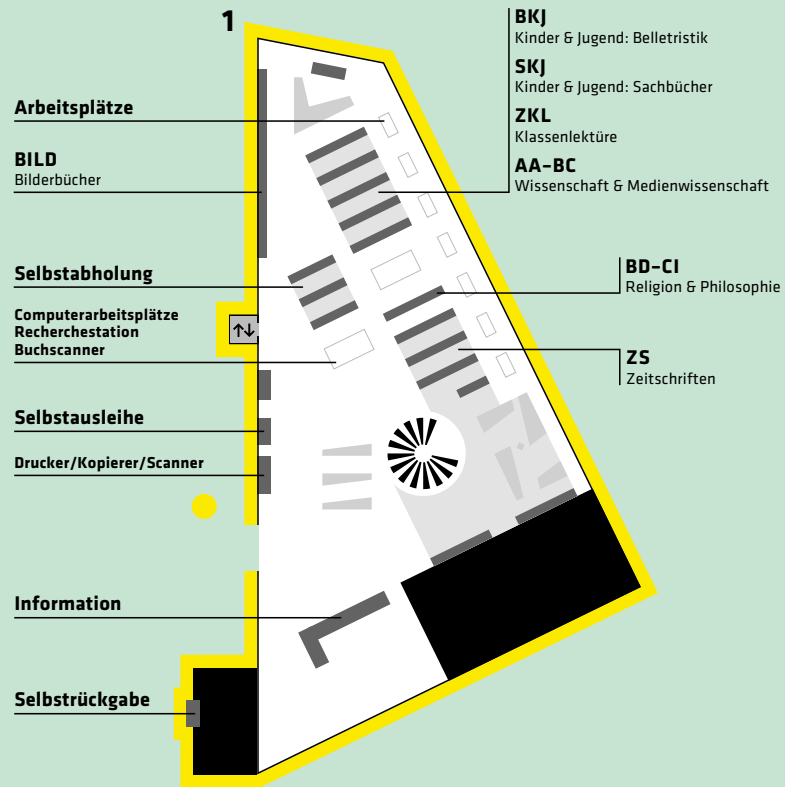 1
Arbeitsplätze
BILD
Bilderbücher
Selbstabholung
Computerarbeitsplätze
Recherchestation
Buchscanner
Selbstausleihe
Drucker/Kopierer/Scanner
Information
Selbstrückgabe
BKJ
Kinder & Jugend: Belletristik
SKJ
Kinder & Jugend: Sachbücher
ZKL
Klassenlektüre
AA–BC
Wissenschaft & Medienwissenschaft
BD–CI
Religion & Philosophie
ZS
Zeitschriften